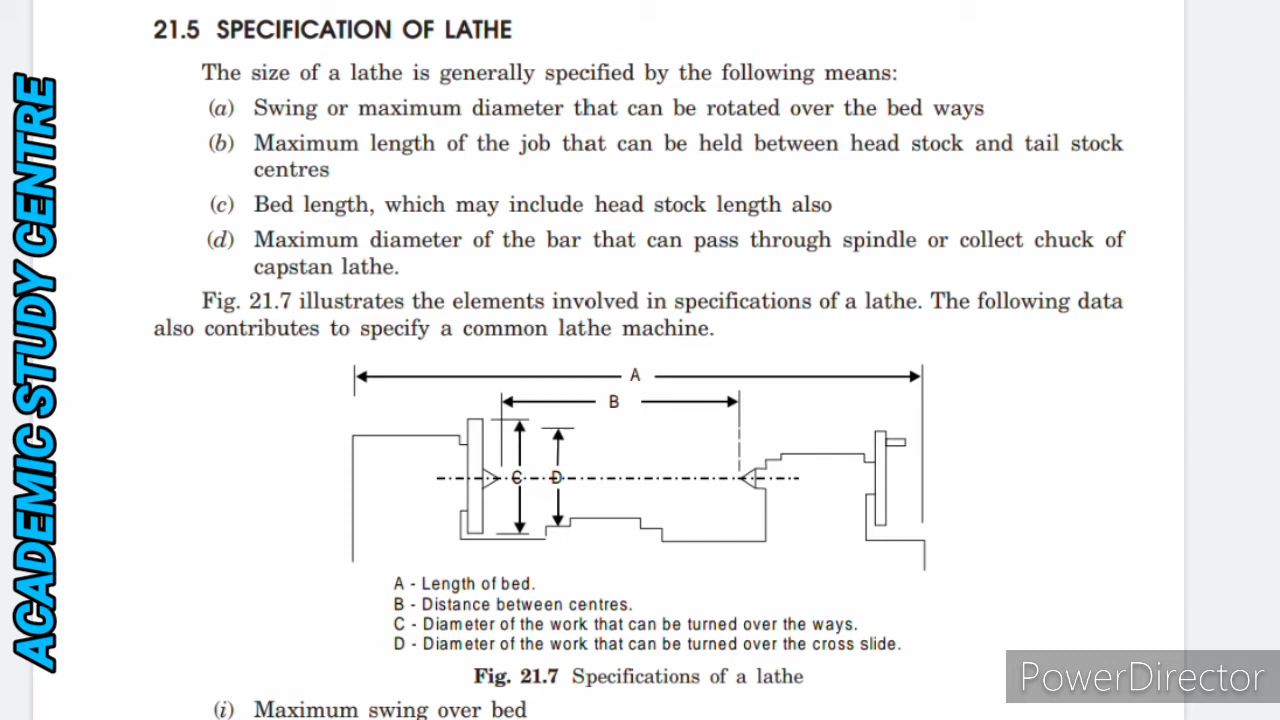 ACADEMIC STUDY CENTRE
21.5 SPECIFICATION OF LATHE
The size of a lathe is generally specified by the following means:
(a) Swing or maximum diameter that can be rotated over the bed ways
(b) Maximum length of the job that can be held between head stock and tail stock
centres
(c) Bed length, which may include head stock length also
(d) Maximum diameter of the bar that can pass through spindle or collect chuck of
capstan lathe.
Fig. 21.7 illustrates the elements involved in specifications of a lathe. The following data
also contributes to specify a common lathe machine.
A
B
C D
A - Length of bed.
B - Distance between centres.
C - Diameter of the work that can be turned over the ways.
D - Diameter of the work that can be turned over the cross slide.
Fig. 21.7 Specifications of a lathe
PowerDirector
(i) Maximum swing over bed